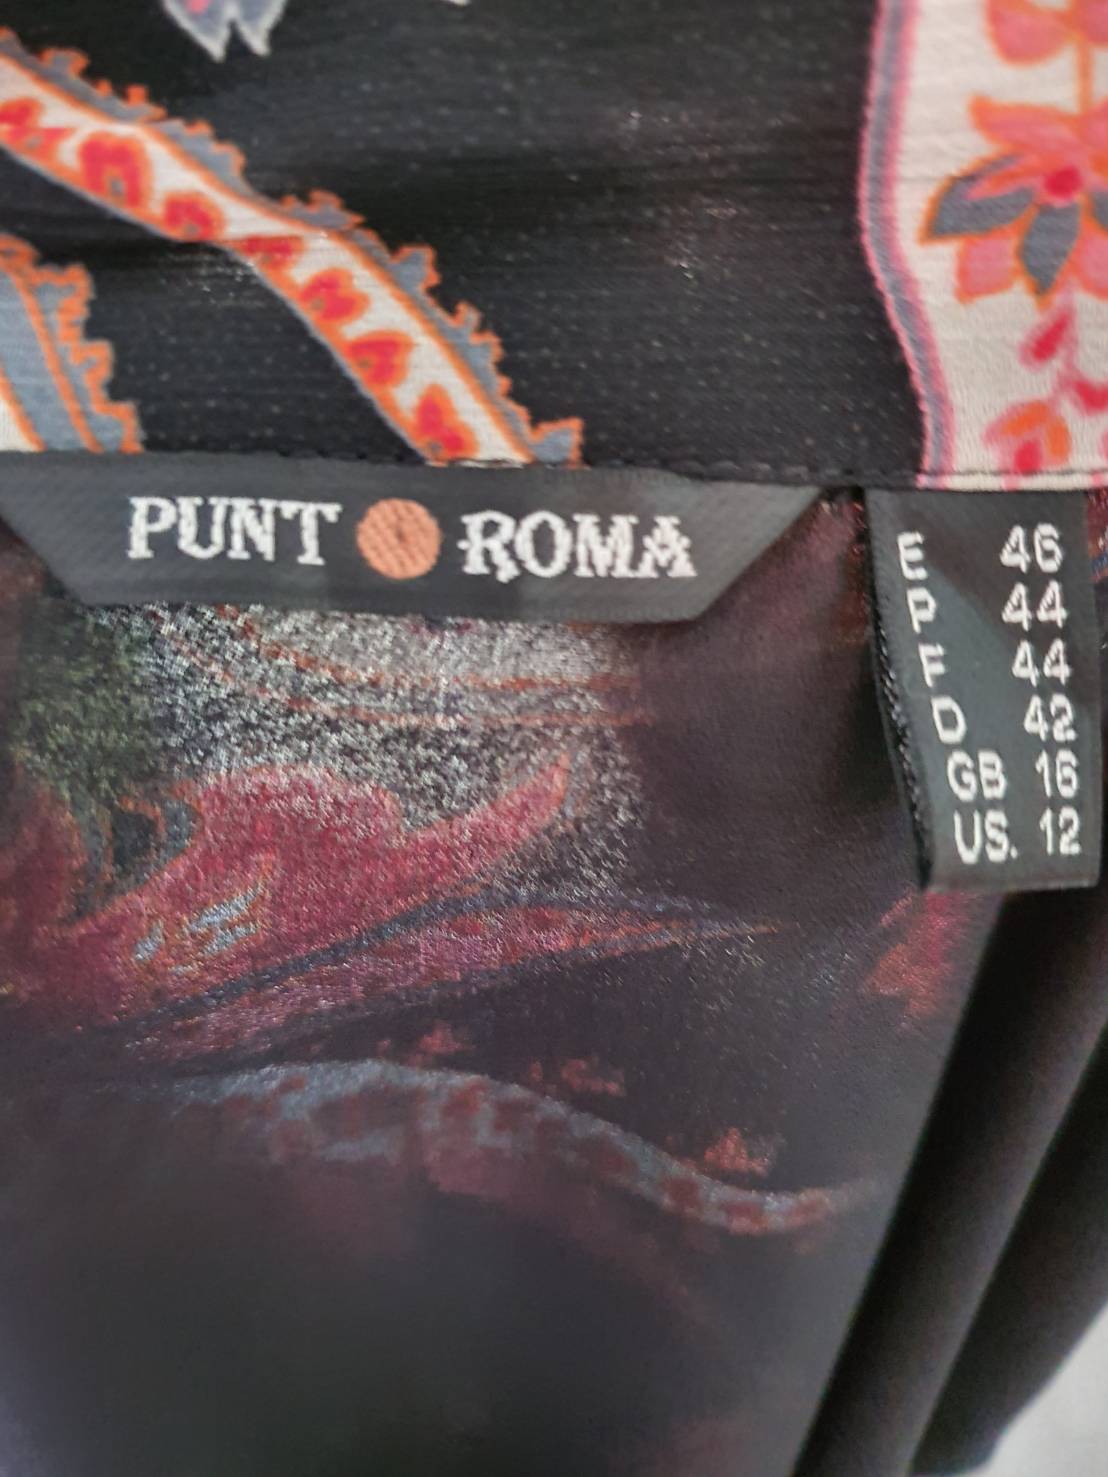 PUNT ROMA
E 46
P 44
F 44
D 42
GB 16
US. 12